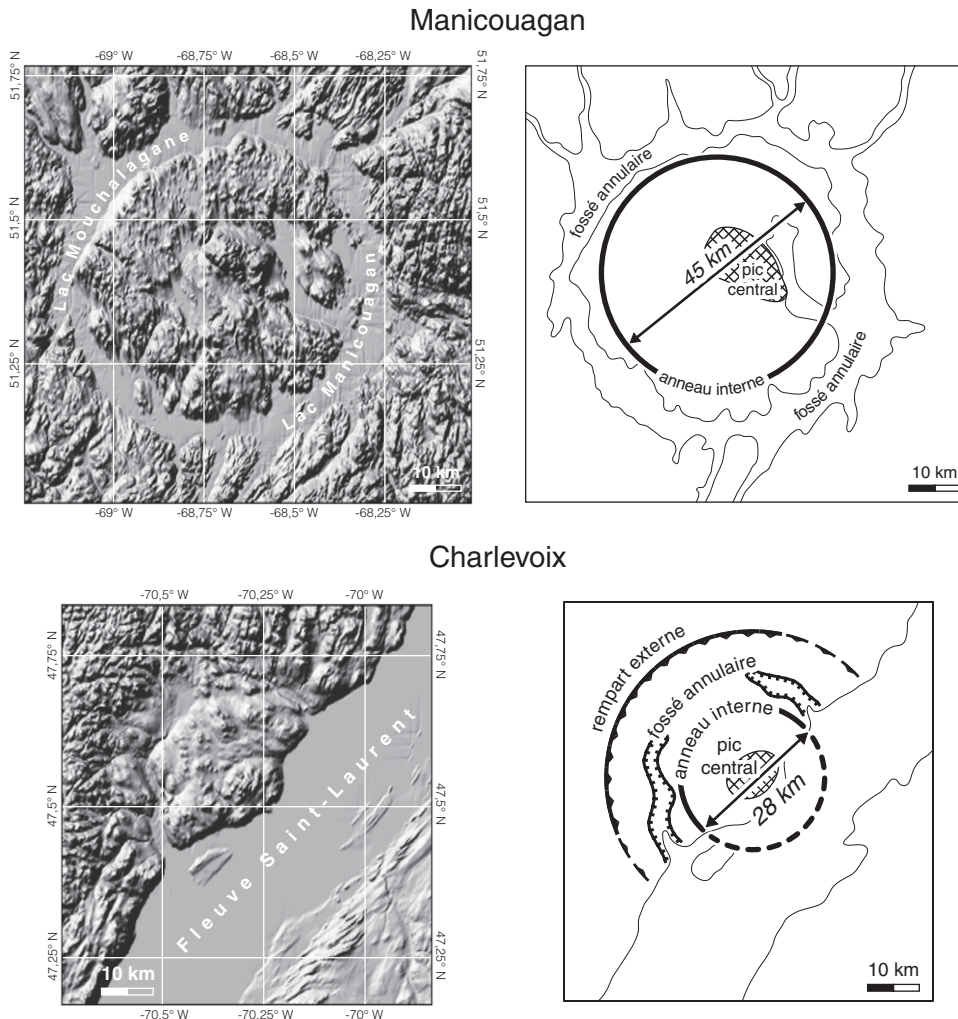 Manicouagan
-69° W
-68,75° W
-68,5° W
-68,25° W
51,75° N
51,5° N
51,25° N
51,75° N
51,5° N
51,25° N
Lac Mouchalagane
Lac Manicouagan
10 km
-69° W
-68,75° W
-68,5° W
-68,25° W
fossé annulaire
45 km
pic
central
anneau interne
fossé annulaire
10 km
Charlevoix
-70.5° W
-70,25° W
-70° W
47,75° N
47,5° N
47,25° N
47,75° N
47,5° N
47,25° N
Fleuve Saint-Laurent
10 km
-70.5° W
-70.25° W
-70° W
rempart externe
fossé annulaire
anneau interne
pic
central
28 km
10 km